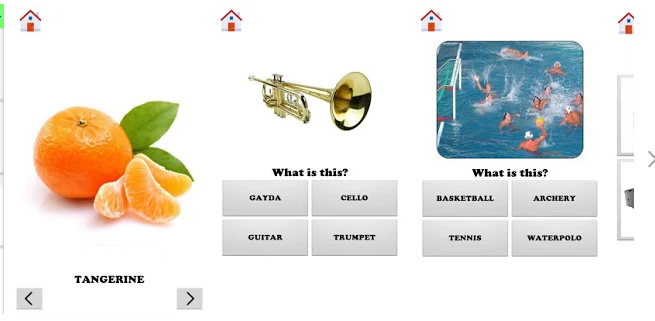 TANGERINE
What is this?
GAYDA
CELLO
GUITAR
TRUMPET
What is this?
BASKETBALL
ARCHERY
TENNIS
WATERPOLO